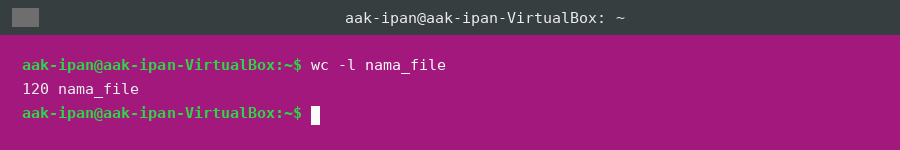 aak-ipan@aak-ipan-VirtualBox: ~
aak-ipan@aak-ipan-VirtualBox:~$ wc -l nama_file
120 nama_file
aak-ipan@aak-ipan-VirtualBox:~$